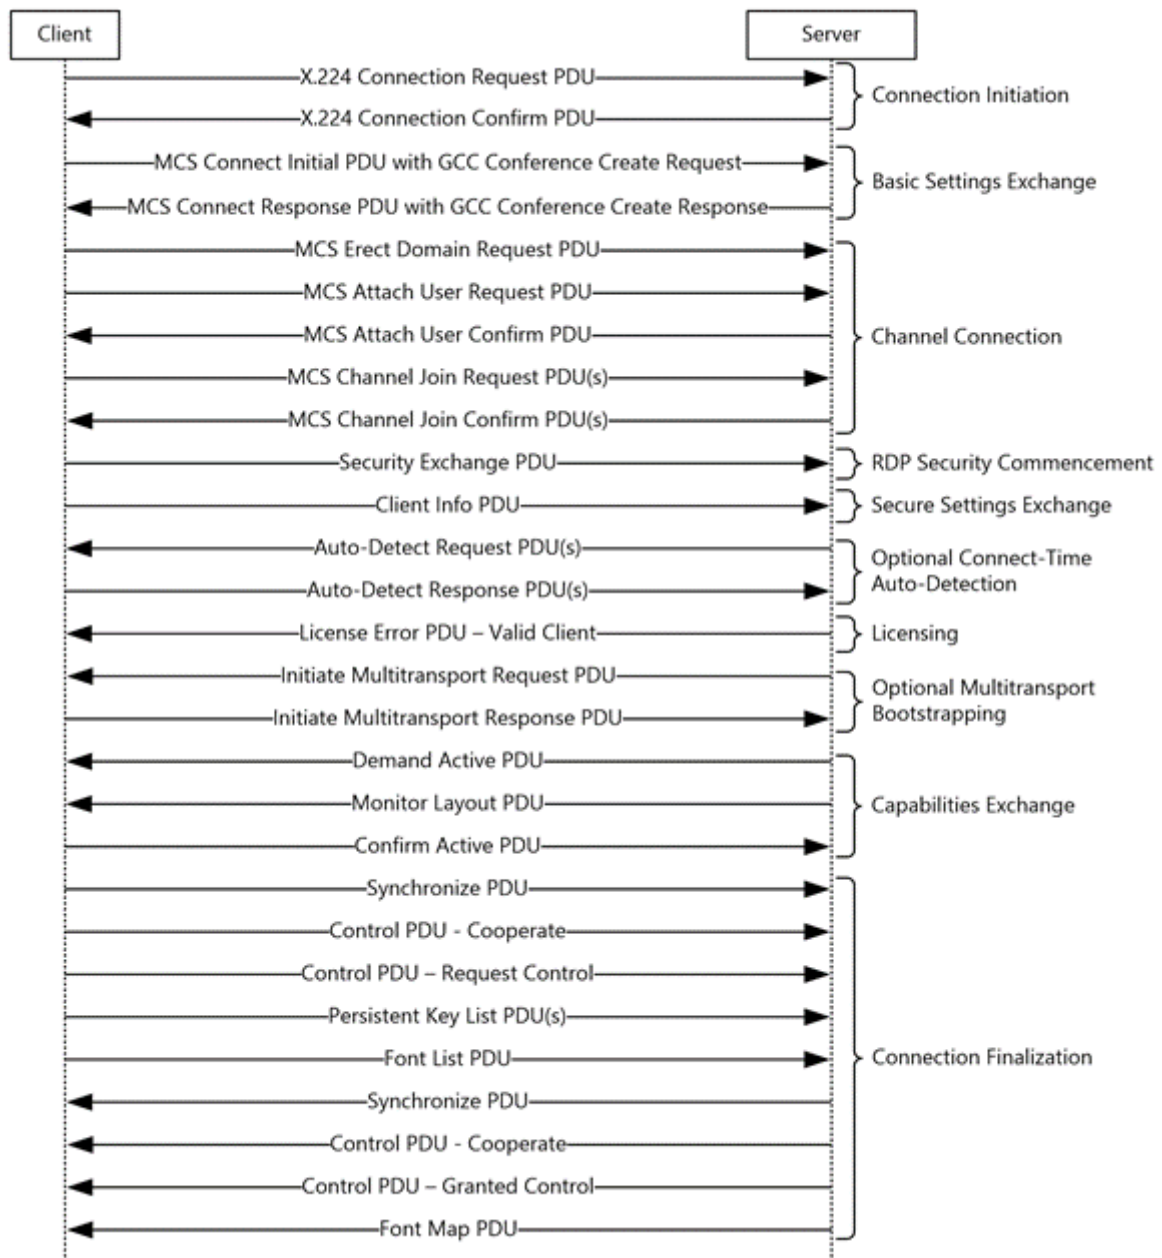 Client
Server
X.224 Connection Request PDU
Connection Initiation
X.224 Connection Confirm PDU
MCS Connect Initial PDU with GCC Conference Create Request
Basic Settings Exchange
MCS Connect Response PDU with GCC Conference Create Response
MCS Erect Domain Request PDU
MCS Attach User Request PDU
MCS Attach User Confirm PDU
Channel Connection
MCS Channel Join Request PDU(s)
MCS Channel Join Confirm PDU(s)
Security Exchange PDU
RDP Security Commencement
Client Info PDU
Secure Settings Exchange
Auto-Detect Request PDU(s)
Optional Connect-Time
Auto-Detection
Auto-Detect Response PDU(s)
License Error PDU – Valid Client
Licensing
Initiate Multitransport Request PDU
Optional Multitransport
Bootstrapping
Initiate Multitransport Response PDU
Demand Active PDU
Monitor Layout PDU
Capabilities Exchange
Confirm Active PDU
Synchronize PDU
Control PDU - Cooperate
Control PDU – Request Control
Persistent Key List PDU(s)
Font List PDU
Connection Finalization
Synchronize PDU
Control PDU - Cooperate
Control PDU – Granted Control
Font Map PDU